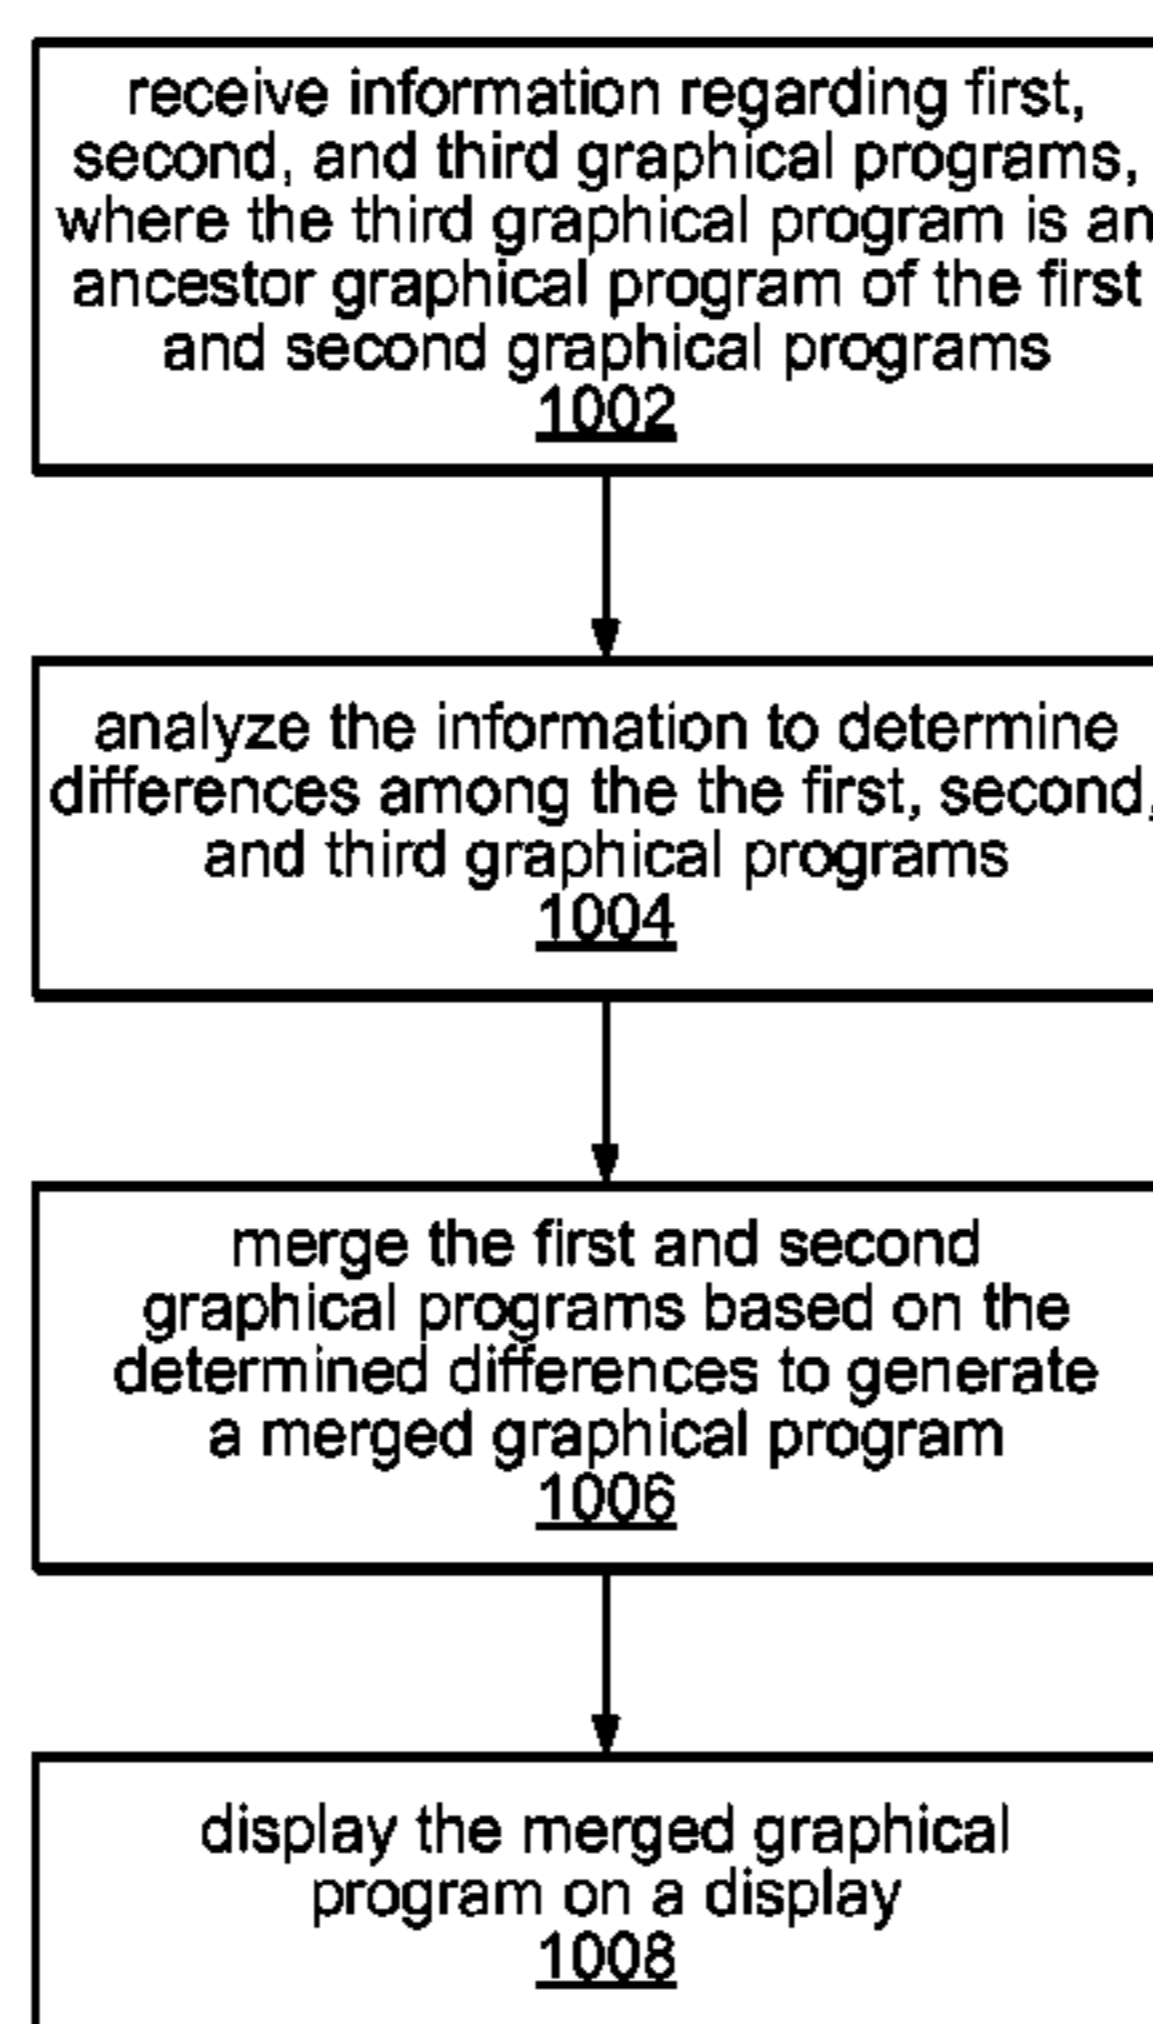 receive information regarding first,
second, and third graphical programs,
where the third graphical program is an
ancestor graphical program of the first
and second graphical programs
1002
analyze the information to determine
differences among the the first, second,
and third graphical programs
1004
merge the first and second
graphical programs based on the
determined differences to generate
a merged graphical program
1006
display the merged graphical
program on a display
1008